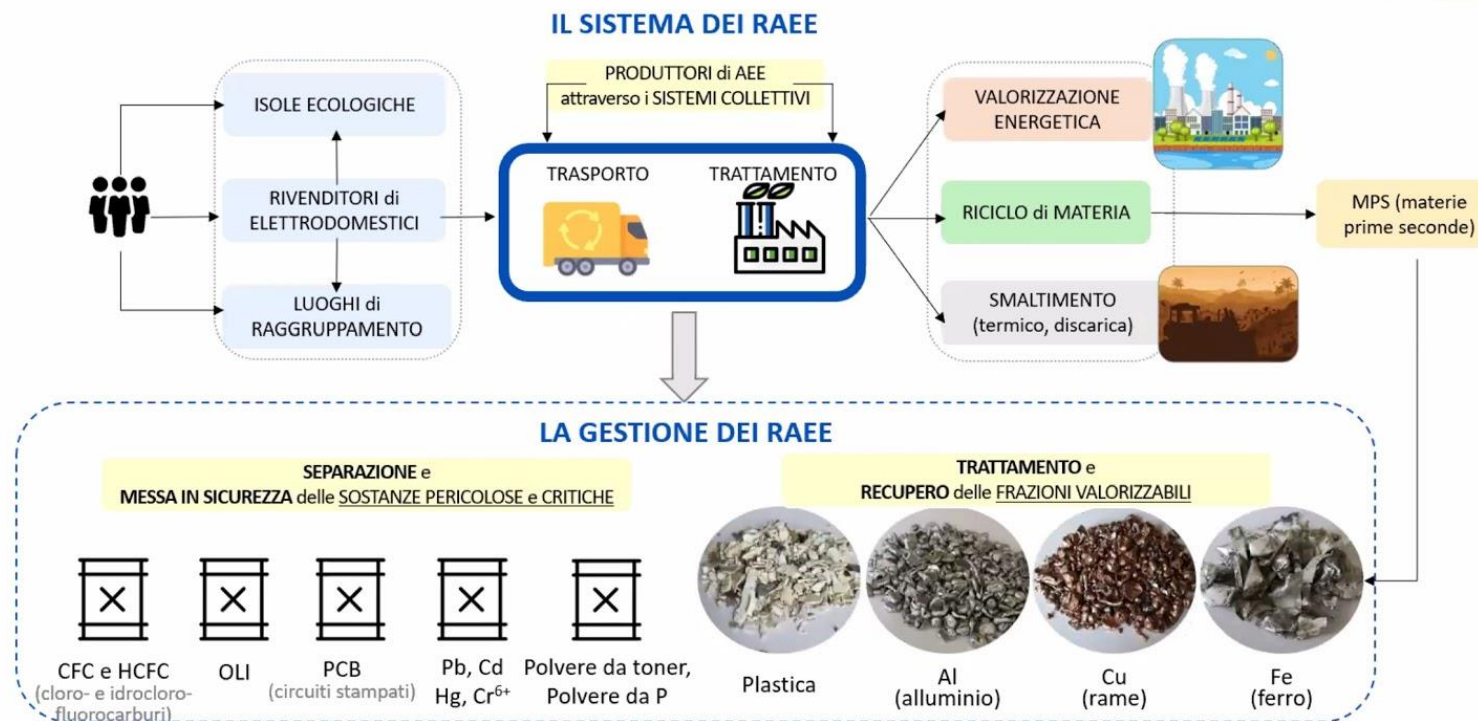 IL SISTEMA DEI RAEE
ISOLE ECOLOGICHE
RIVENDITORI di
ELETTRODOMESTICI
LUOGHI di
RAGGRUPPAMENTO
PRODUTTORI di AEE
attraverso i SISTEMI COLLETTIVI
TRASPORTO
TRATTAMENTO
VALORIZZAZIONE
ENERGETICA
RICICLO di MATERIA
SMALTIMENTO
(termico, discarica)
MPS (materie
prime seconde)
LA GESTIONE DEI RAEE
SEPARAZIONE e
MESSA IN SICUREZZA delle SOSTANZE PERICOLOSE e CRITICHE
CFC e HCFC
(cloro- e idrocloro-
fluorocarburi)
OLI
PCB
(circuiti stampati)
Pb, Cd
Hg, Cr⁶⁺
Polvere da toner,
Polvere da P
TRATTAMENTO e
RECUPERO delle FRAZIONI VALORIZZABILI
Plastica
Al
(alluminio)
Cu
(rame)
Fe
(ferro)